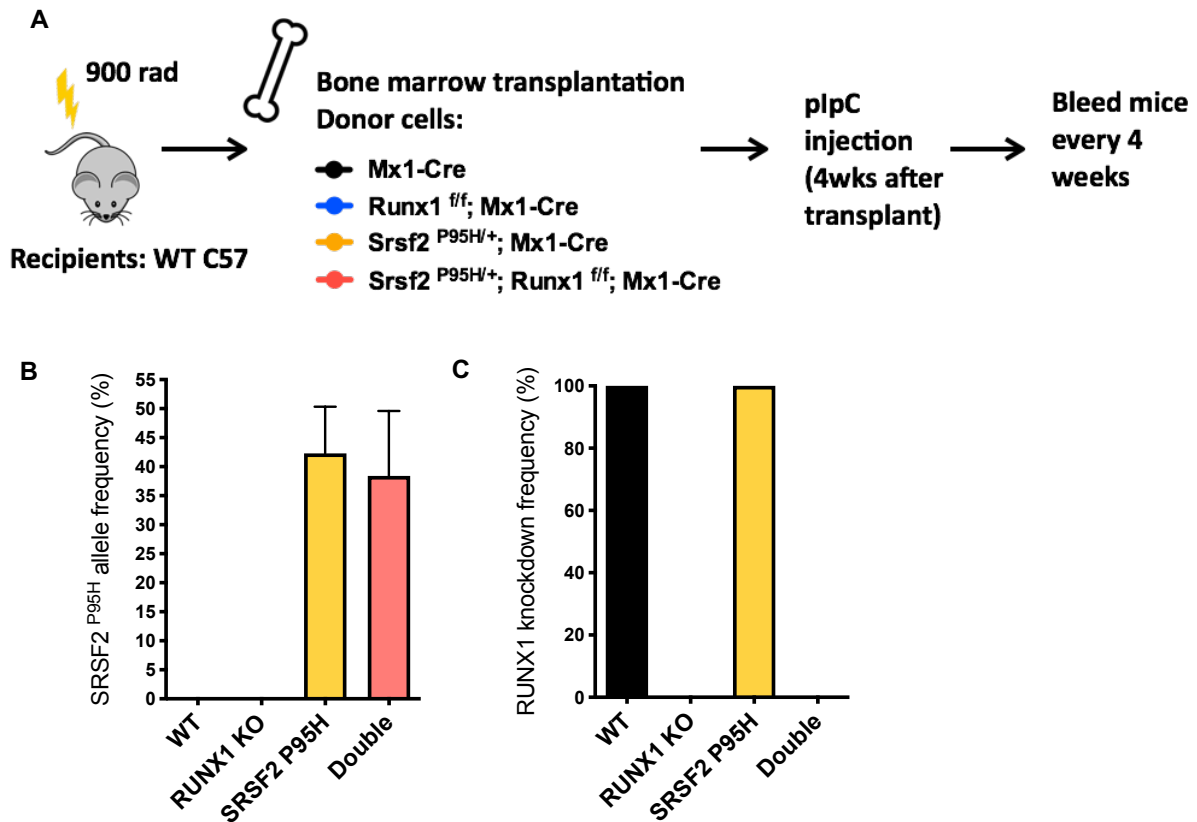 A
900 rad
Recipients: WT C57
Bone marrow transplantation
Donor cells:
Mx1-Cre
Runx1 f/f; Mx1-Cre
Srsf2 P95H/+; Mx1-Cre
Srsf2 P95H/+; Runx1 f/f; Mx1-Cre
pIpC
injection
(4wks after
transplant)
Bleed mice
every 4
weeks
B
SRSF2 P95H allele frequency (%)
55
50
45
40
35
30
25
20
15
10
5
0
WT
RUNX1 KO
SRSF2 P95H
Double
C
RUNX1 knockdown frequency (%)
100
80
60
40
20
0
WT
RUNX1 KO
SRSF2 P95H
Double